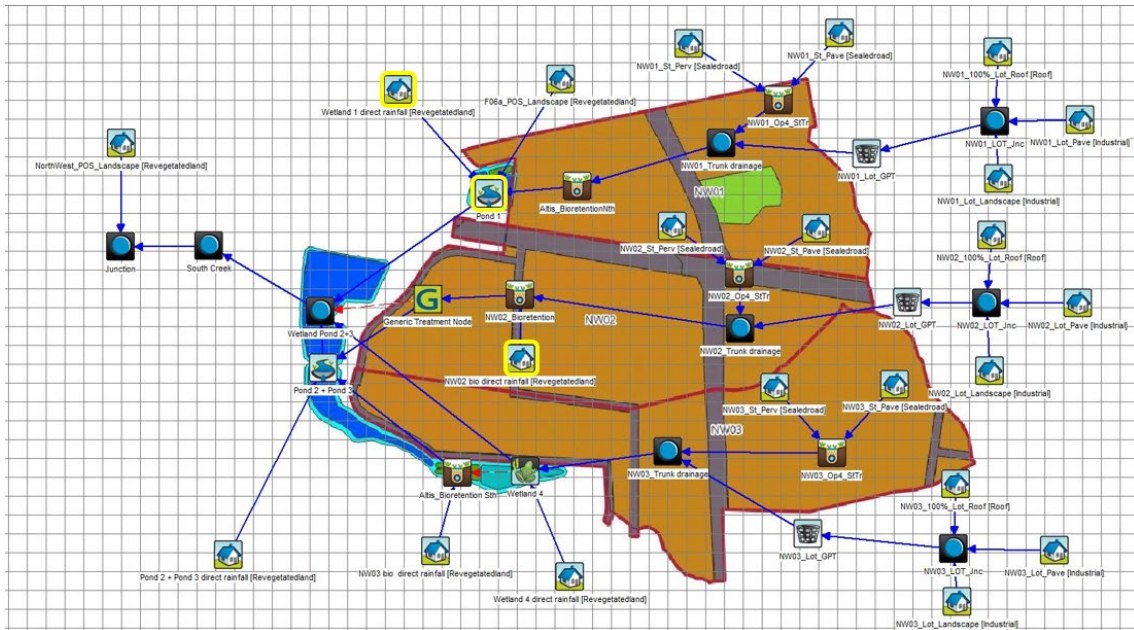 NW01_St_Pave [Sealedroad]
NW01_St_Perv [Sealedroad]
NW01_100%_Lot_Roof [Roof]
F06a_POS_Landscape [Revegetatedland]
Wetland 1 direct rainfall [Revegetatedland]
NW01_Op4_StTr
NW01_LOT_Jnc
NW01_Lot_Pave [Industrial]
NorthWest_POS_Landscape [Revegetatedland]
NW01_Trunk drainage
NW01_Lot_GPT
NW01
NW01_Lot_Landscape [Industrial]
Altis_BioretentionNth
Pond 1
NW02_St_Perv [Sealedroad]
NW02_St_Pave [Sealedroad]
NW02_100%_Lot_Roof [Roof]
Junction
South Creek
NW02_Op4_StTr
Generic Treatment Node
G
NW02_Bioretention
NW02
NW02_Lot_GPT
NW02_LOT_Jnc
NW02_Lot_Pave [Industrial]
Wetland Pond 2+3
NW02_Trunk drainage
NW02 bio direct rainfall [Revegetatedland]
Pond 2 + Pond 3
NW02_Lot_Landscape [Industrial]
NW03_St_Perv [Sealedroad]
NW03_St_Pave [Sealedroad]
NW03
NW03_Trunk drainage
NW03_Op4_StTr
Altis_Bioretention Sth
Wetland 4
NW03_100%_Lot_Roof [Roof]
NW03_Lot_GPT
NW03_LOT_Jnc
NW03_Lot_Pave [Industrial]
Pond 2 + Pond 3 direct rainfall [Revegetatedland]
NW03 bio direct rainfall [Revegetatedland]
Wetland 4 direct rainfall [Revegetatedland]
NW03_Lot_Landscape [Industrial]